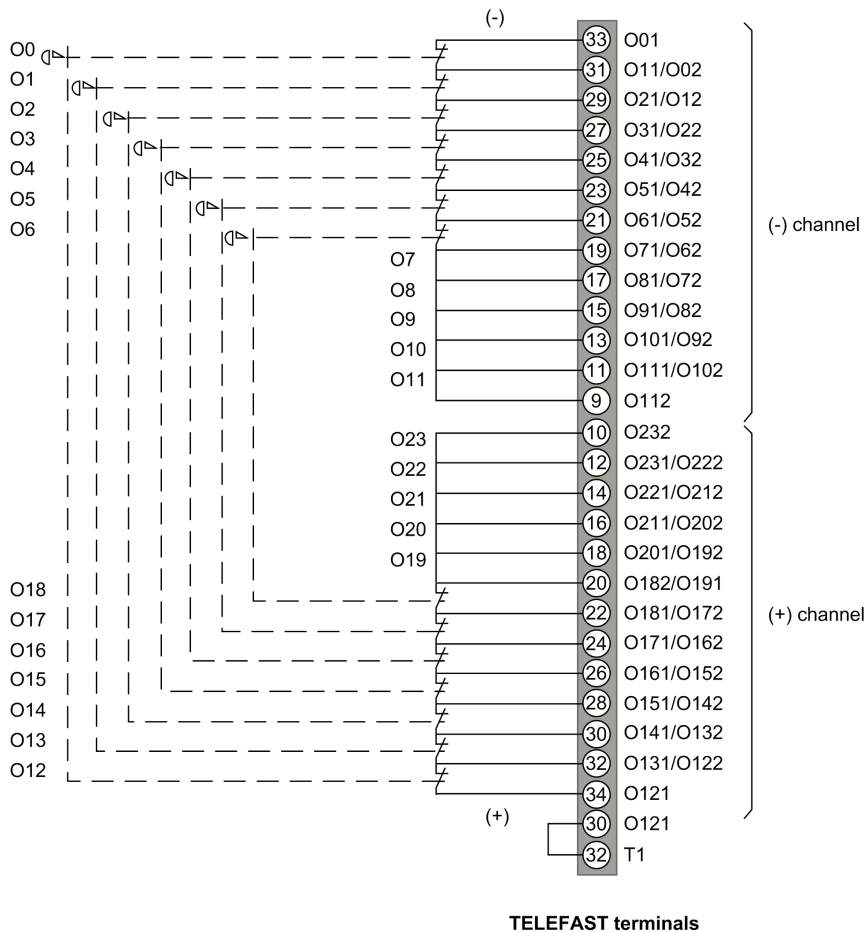 (-)
33 O01
O0
31 O11/O02
O1
29 O21/O12
O2
27 O31/O22
O3
25 O41/O32
O4
23 O51/O42
O5
21 O61/O52
O6
(-) channel
19 O71/O62
O7
17 O81/O72
O8
15 O91/O82
O9
13 O101/O92
O10
11 O111/O102
O11
9 O112
10 O232
O23
12 O231/O222
O22
14 O221/O212
O21
16 O211/O202
O20
18 O201/O192
O19
20 O182/O191
O18
22 O181/O172
(+) channel
O17
24 O171/O162
O16
26 O161/O152
O15
28 O151/O142
O14
30 O141/O132
O13
32 O131/O122
O12
34 O121
(+)
30 O121
32 T1
TELEFAST terminals